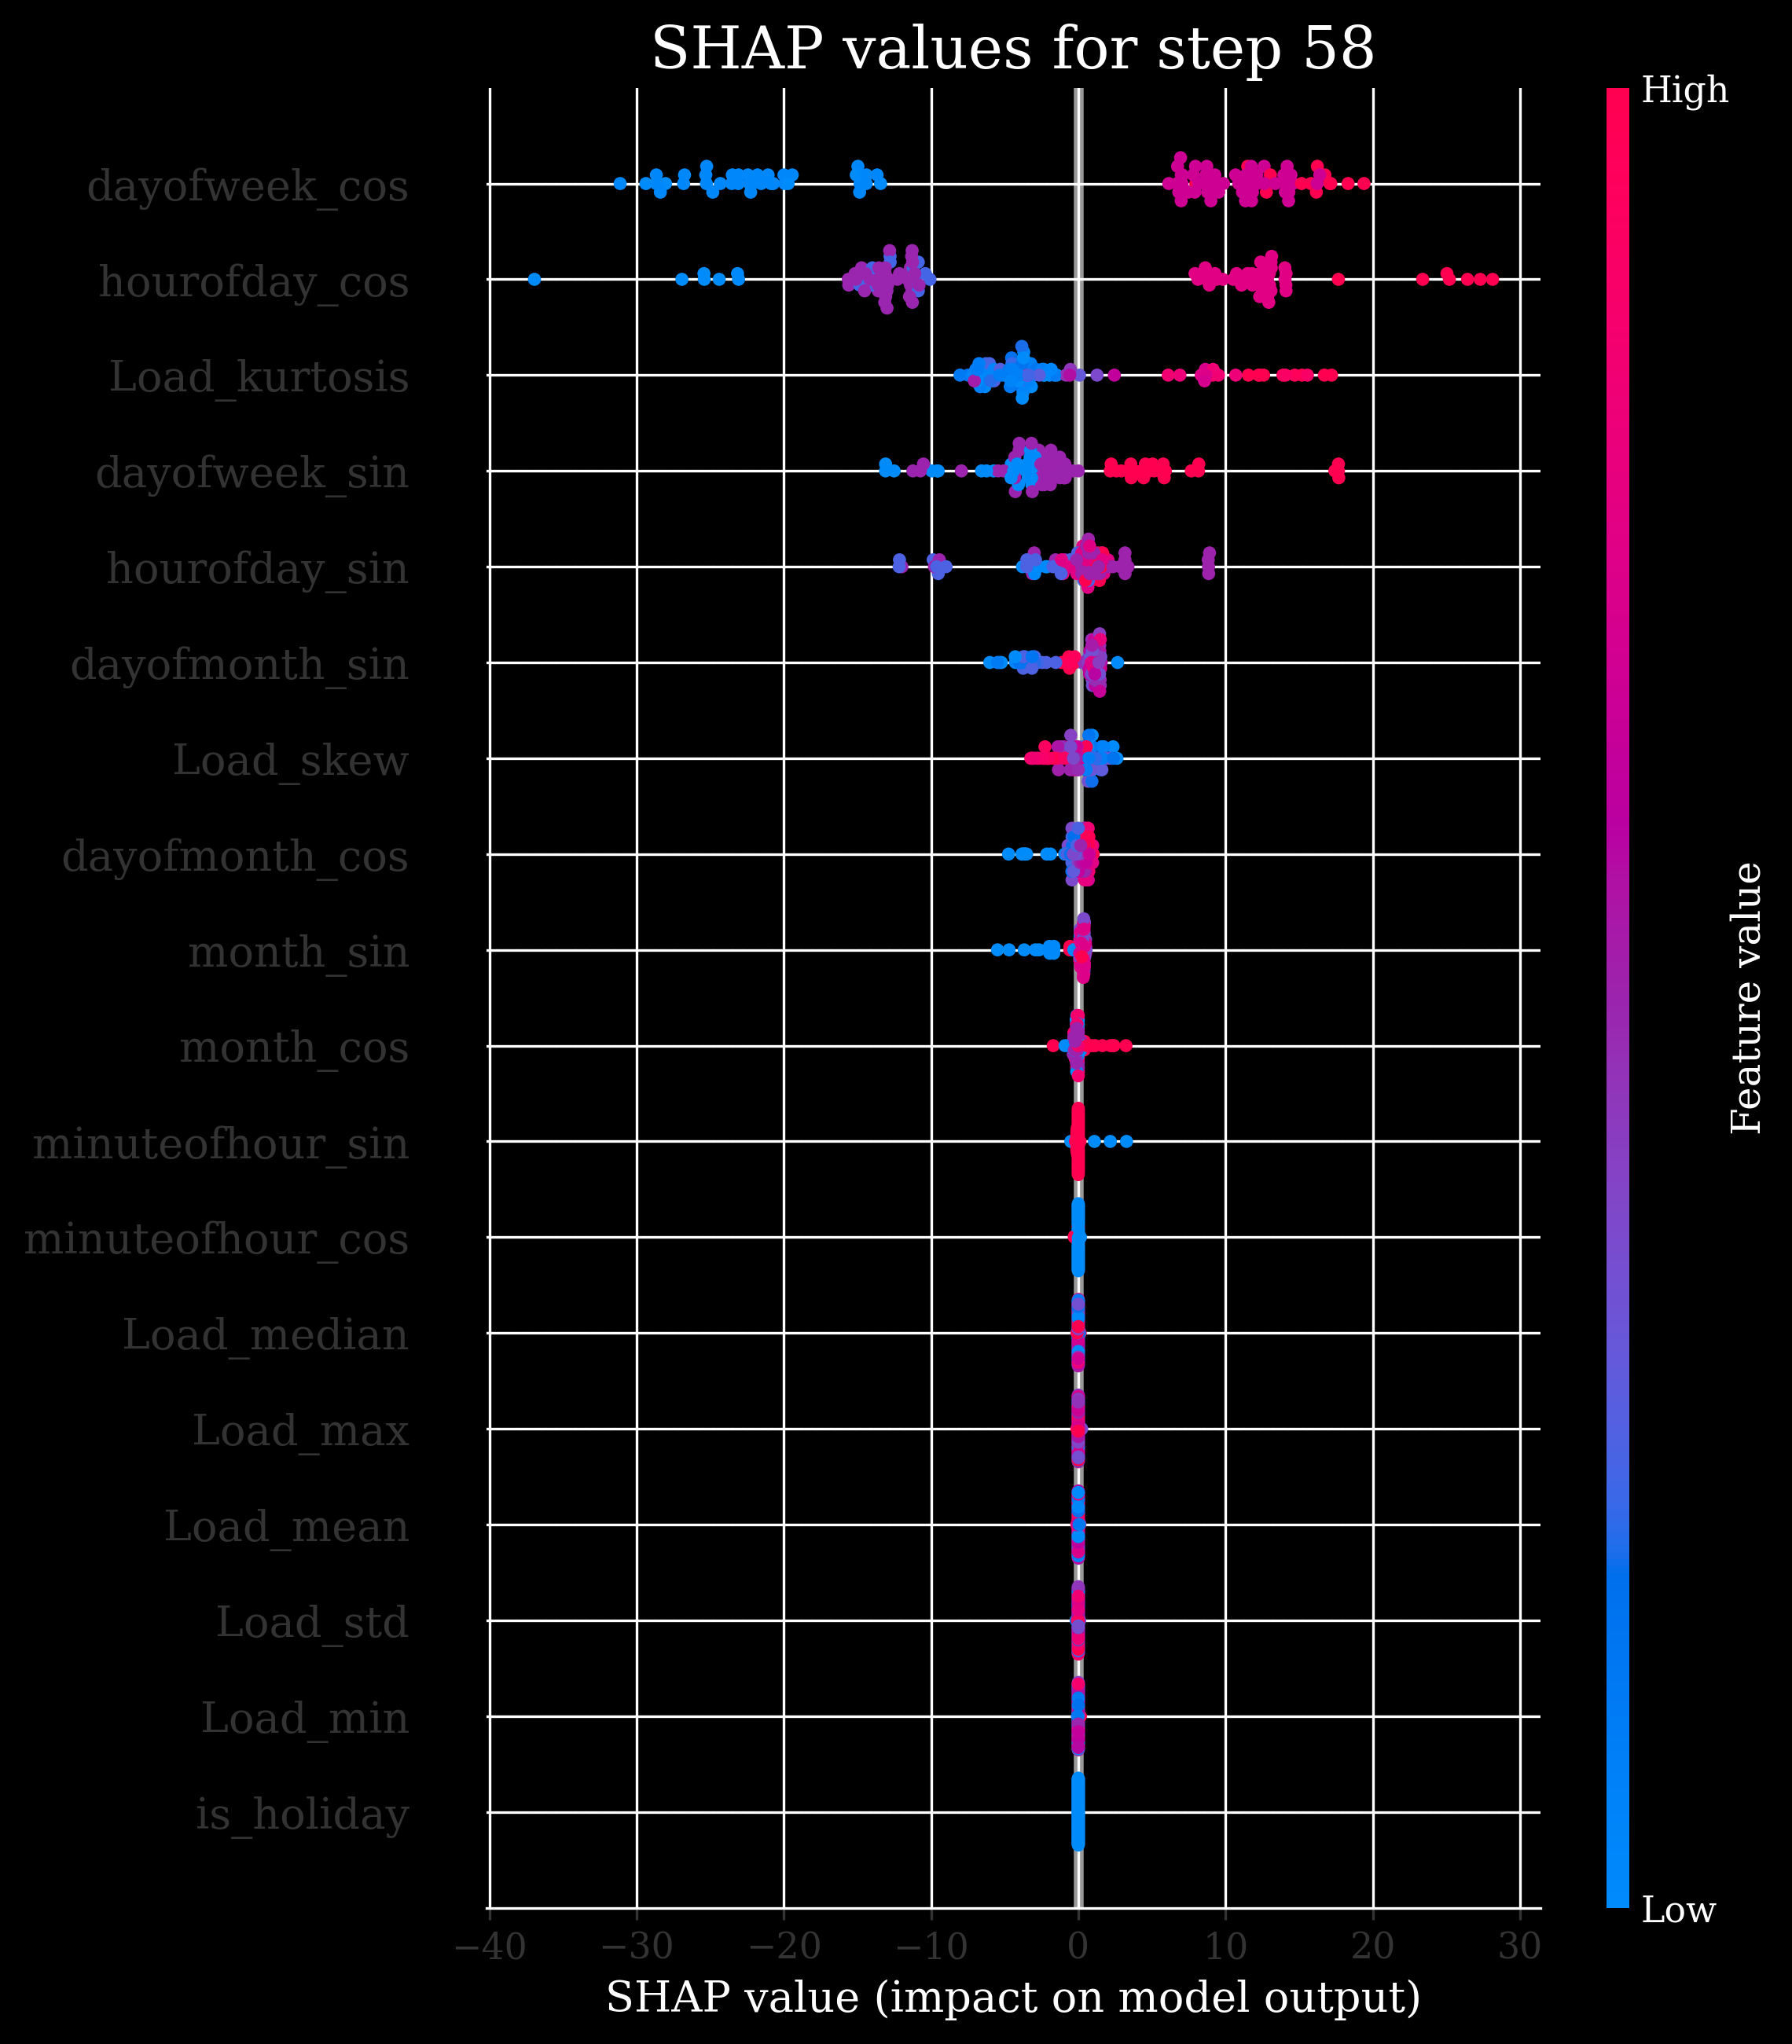 SHAP values for step 58
High
dayofweek_cos
hourofday_cos
Load_kurtosis
dayofweek_sin
hourofday_sin
dayofmonth_sin
Load_skew
dayofmonth_cos
month_sin
month_cos
minuteofhour_sin
minuteofhour_cos
Load_median
Load_max
Load_mean
Load_std
Load_min
is_holiday
Feature value
Low
−40 −30 −20 −10 0 10 20 30
SHAP value (impact on model output)